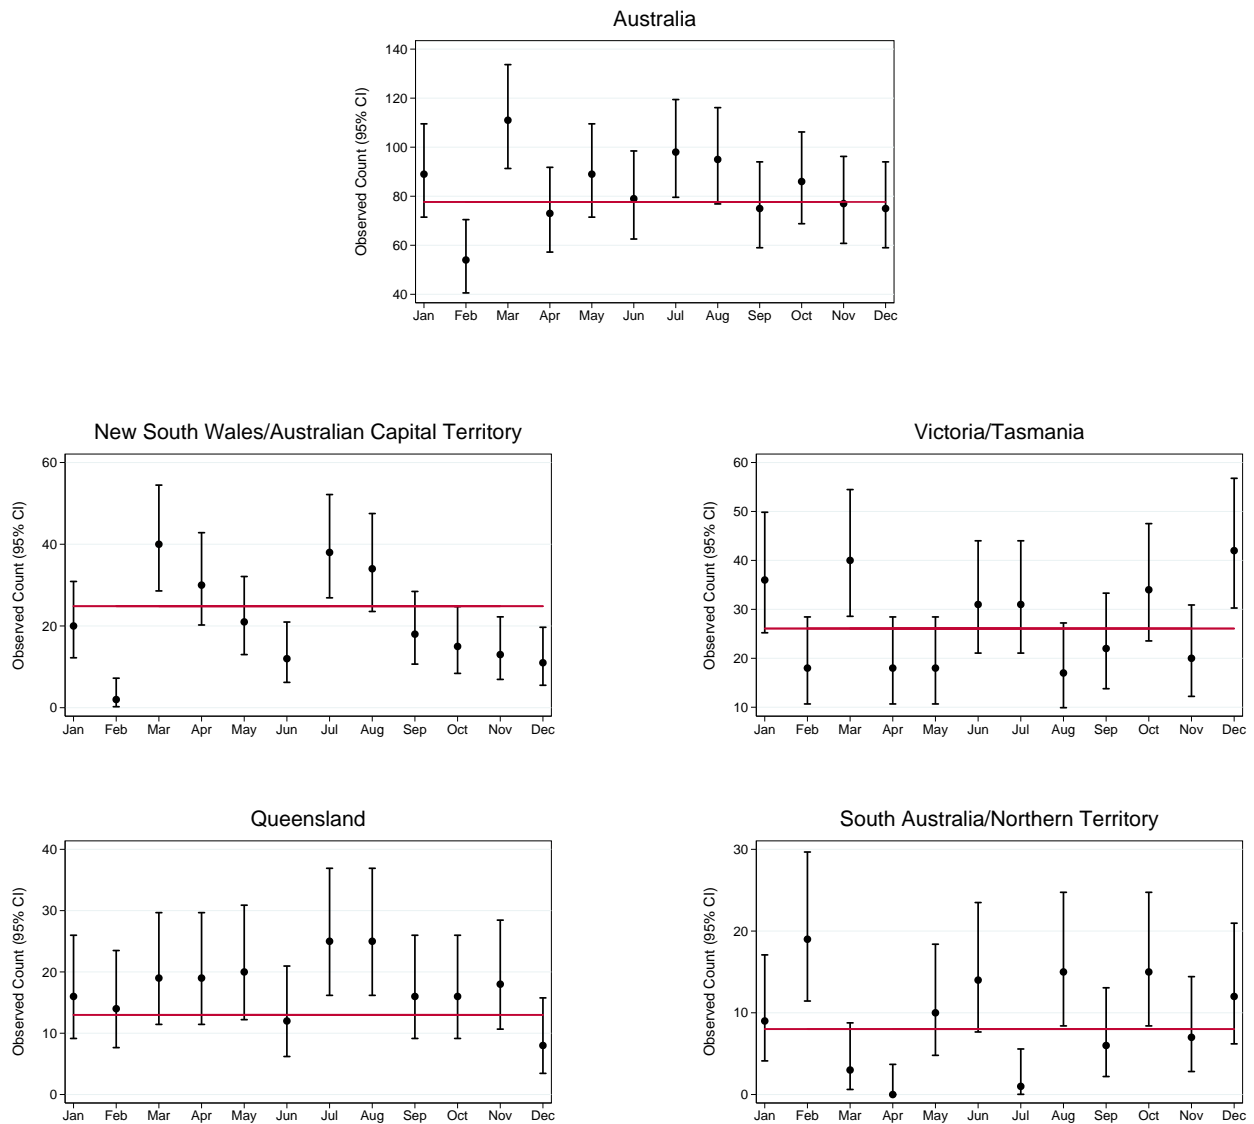 Australia
Observed Count (95% CI)
140
120
100
80
60
40
Jan Feb Mar Apr May Jun Jul Aug Sep Oct Nov Dec
New South Wales/Australian Capital Territory
Observed Count (95% CI)
60
40
20
0
Jan Feb Mar Apr May Jun Jul Aug Sep Oct Nov Dec
Victoria/Tasmania
Observed Count (95% CI)
60
50
40
30
20
10
Jan Feb Mar Apr May Jun Jul Aug Sep Oct Nov Dec
Queensland
Observed Count (95% CI)
40
30
20
10
0
Jan Feb Mar Apr May Jun Jul Aug Sep Oct Nov Dec
South Australia/Northern Territory
Observed Count (95% CI)
30
20
10
0
Jan Feb Mar Apr May Jun Jul Aug Sep Oct Nov Dec